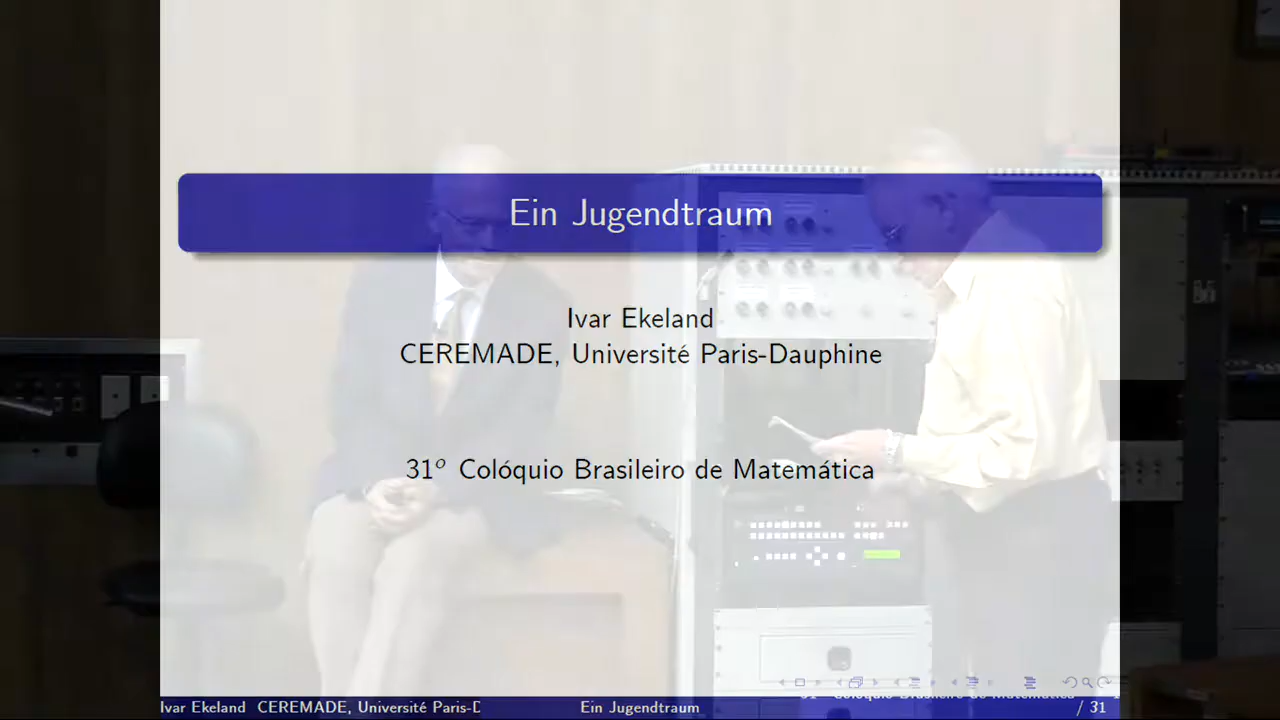 Ein Jugendtraum
Ivar Ekeland
CEREMADE, Université Paris-Dauphine
31º Colóquio Brasileiro de Matemática
Ivar Ekeland CEREMADE, Université Paris-D
Ein Jugendtraum
/ 31